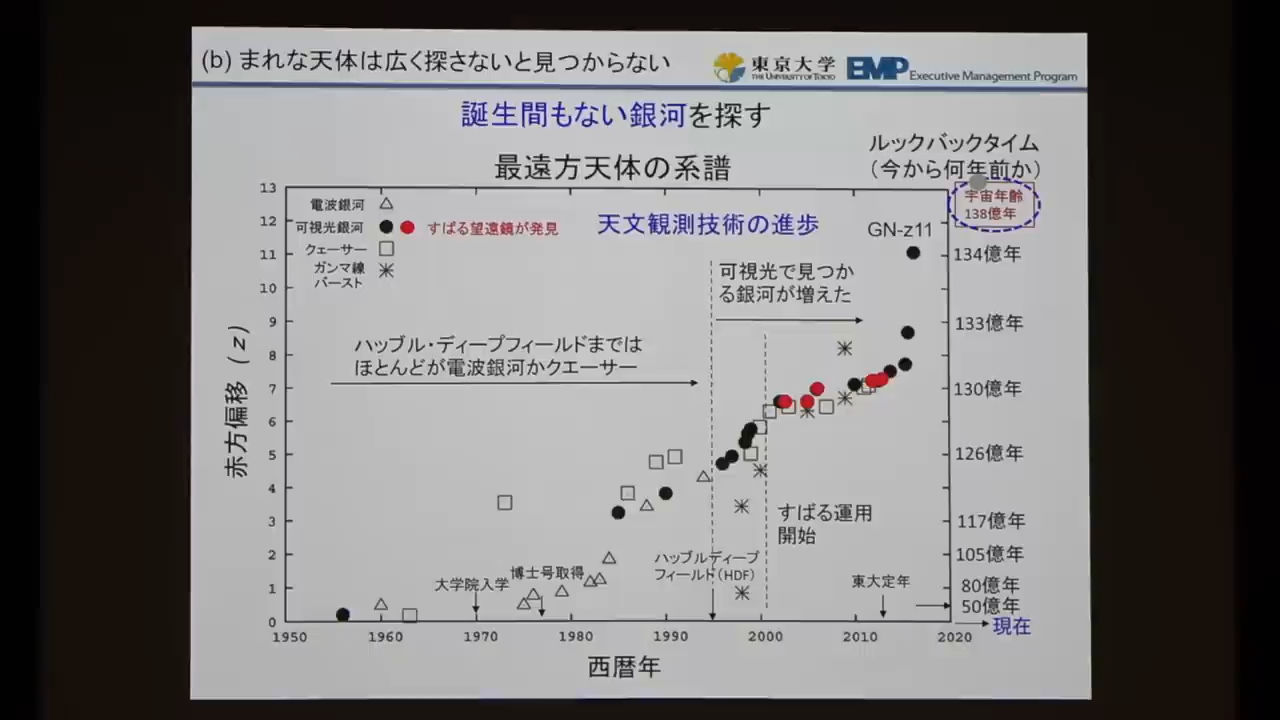 (b) まれな天体は広く探さないと見つからない
東京大学
THE UNIVERSITY OF TOKYO
EMP Executive Management Program
誕生間もない銀河を探す
最遠方天体の系譜
ルックバックタイム
(今から何年前か)
宇宙年齢
138億年
電波銀河
可視光銀河
すばる望遠鏡が発見
クェーサー
ガンマ線
バースト
天文観測技術の進歩
GN-z11
可視光で見つか
る銀河が増えた
ハッブル・ディープフィールドまでは
ほとんどが電波銀河かクエーサー
すばる運用
開始
ハッブルディープ
フィールド(HDF)
大学院入学
博士号取得
東大定年
赤方偏移 (z)
13
12
11
10
9
8
7
6
5
4
3
2
1
0
134億年
133億年
130億年
126億年
117億年
105億年
80億年
50億年
現在
1950
1960
1970
1980
1990
2000
2010
2020
西暦年